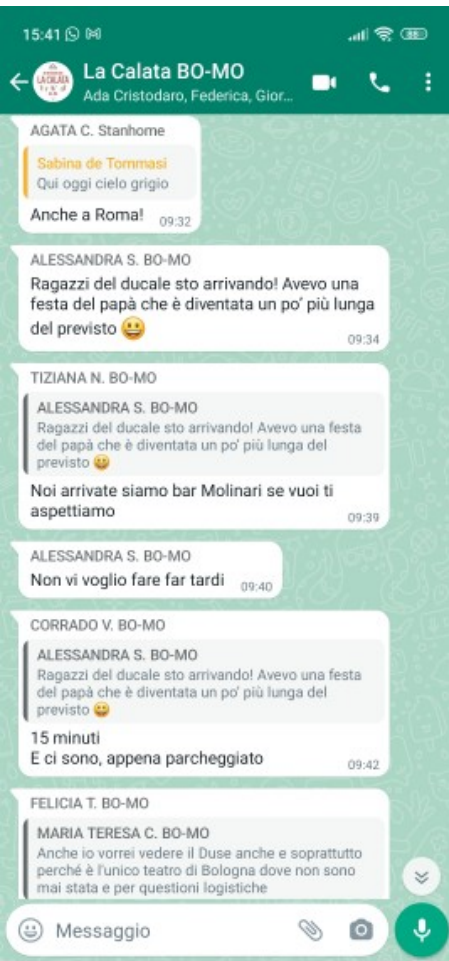 15:41
La Calata BO-MO
Ada Cristodaro, Federica, Gior...
AGATA C. Stanhome
Sabina de Tommasi
Qui oggi cielo grigio
Anche a Roma! 09:32
ALESSANDRA S. BO-MO
Ragazzi del ducale sto arrivando! Avevo una
festa del papà che è diventata un po' più lunga
del previsto 😀
09:34
TIZIANA N. BO-MO
ALESSANDRA S. BO-MO
Ragazzi del ducale sto arrivando! Avevo una festa
del papà che è diventata un po' più lunga del
previsto 😀
Noi arrivate siamo bar Molinari se vuoi ti
aspettiamo
09:39
ALESSANDRA S. BO-MO
Non vi voglio fare far tardi 09:40
CORRADO V. BO-MO
ALESSANDRA S. BO-MO
Ragazzi del ducale sto arrivando! Avevo una festa
del papà che è diventata un po' più lunga del
previsto 😀
15 minuti
E ci sono, appena parcheggiato
09:42
FELICIA T. BO-MO
MARIA TERESA C. BO-MO
Anche io vorrei vedere il Duse anche e soprattutto
perché è l'unico teatro di Bologna dove non sono
mai stata e per questioni logistiche
Messaggio